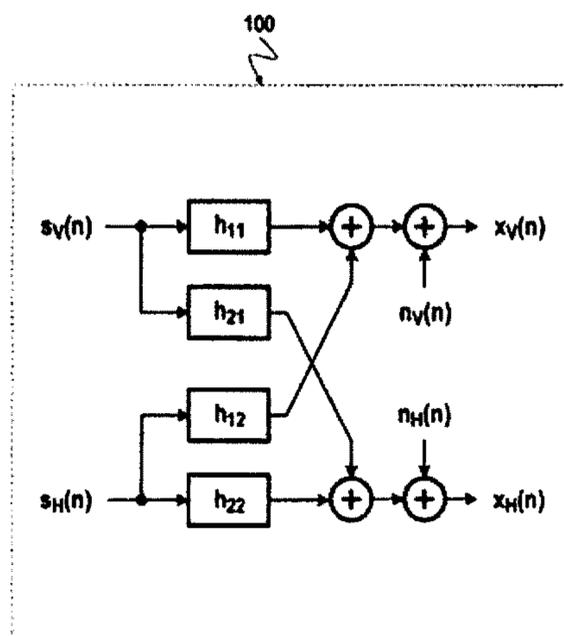 100
sV(n) h11 + + xV(n)
h21 nV(n)
h12 nH(n)
sH(n) h22 + + xH(n)